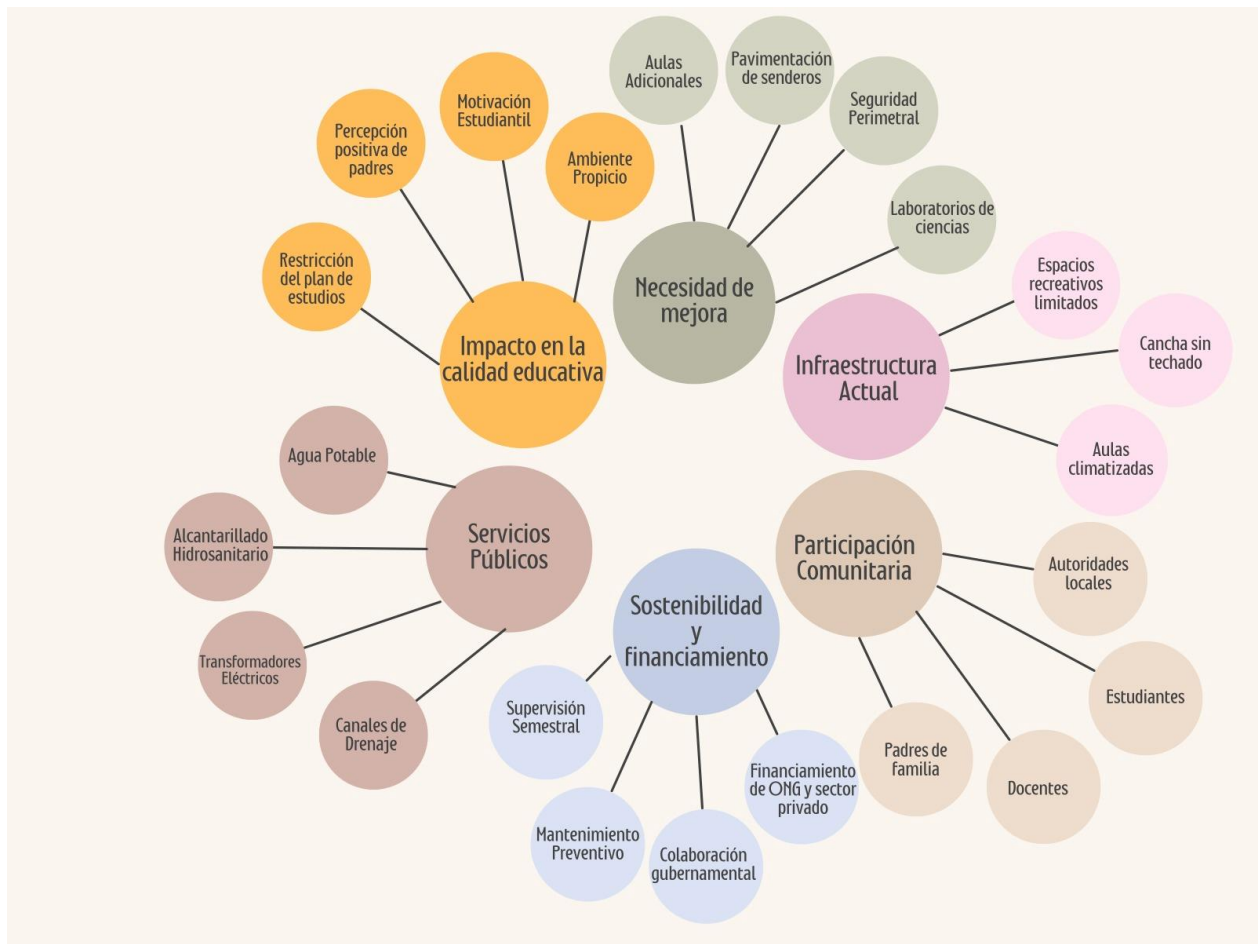 Aulas
Adicionales
Pavimentación
de senderos
Seguridad
Perimetral
Laboratorios de
ciencias
Necesidad de
mejora
Motivación
Estudiantil
Percepción
positiva de
padres
Ambiente
Propicio
Restricción
del plan de
estudios
Impacto en la
calidad educativa
Espacios
recreativos
limitados
Cancha sin
techado
Aulas
climatizadas
Infraestructura
Actual
Agua Potable
Alcantarillado
Hidrosanitario
Transformadores
Eléctricos
Canales de
Drenaje
Servicios
Públicos
Sostenibilidad
y
financiamiento
Supervisión
Semestral
Mantenimiento
Preventivo
Colaboración
gubernamental
Financiamiento
de ONG y sector
privado
Participación
Comunitaria
Autoridades
locales
Estudiantes
Docentes
Padres de
familia